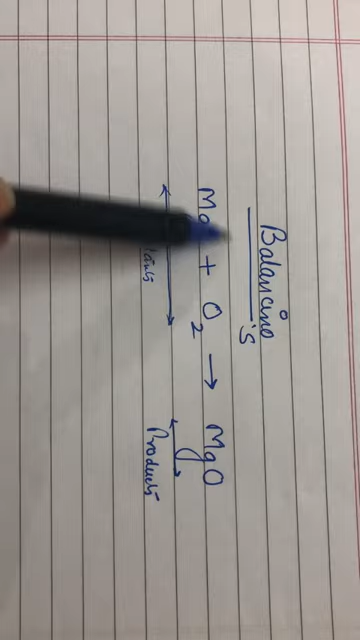 Balancing
Mg + O₂ → MgO
Products